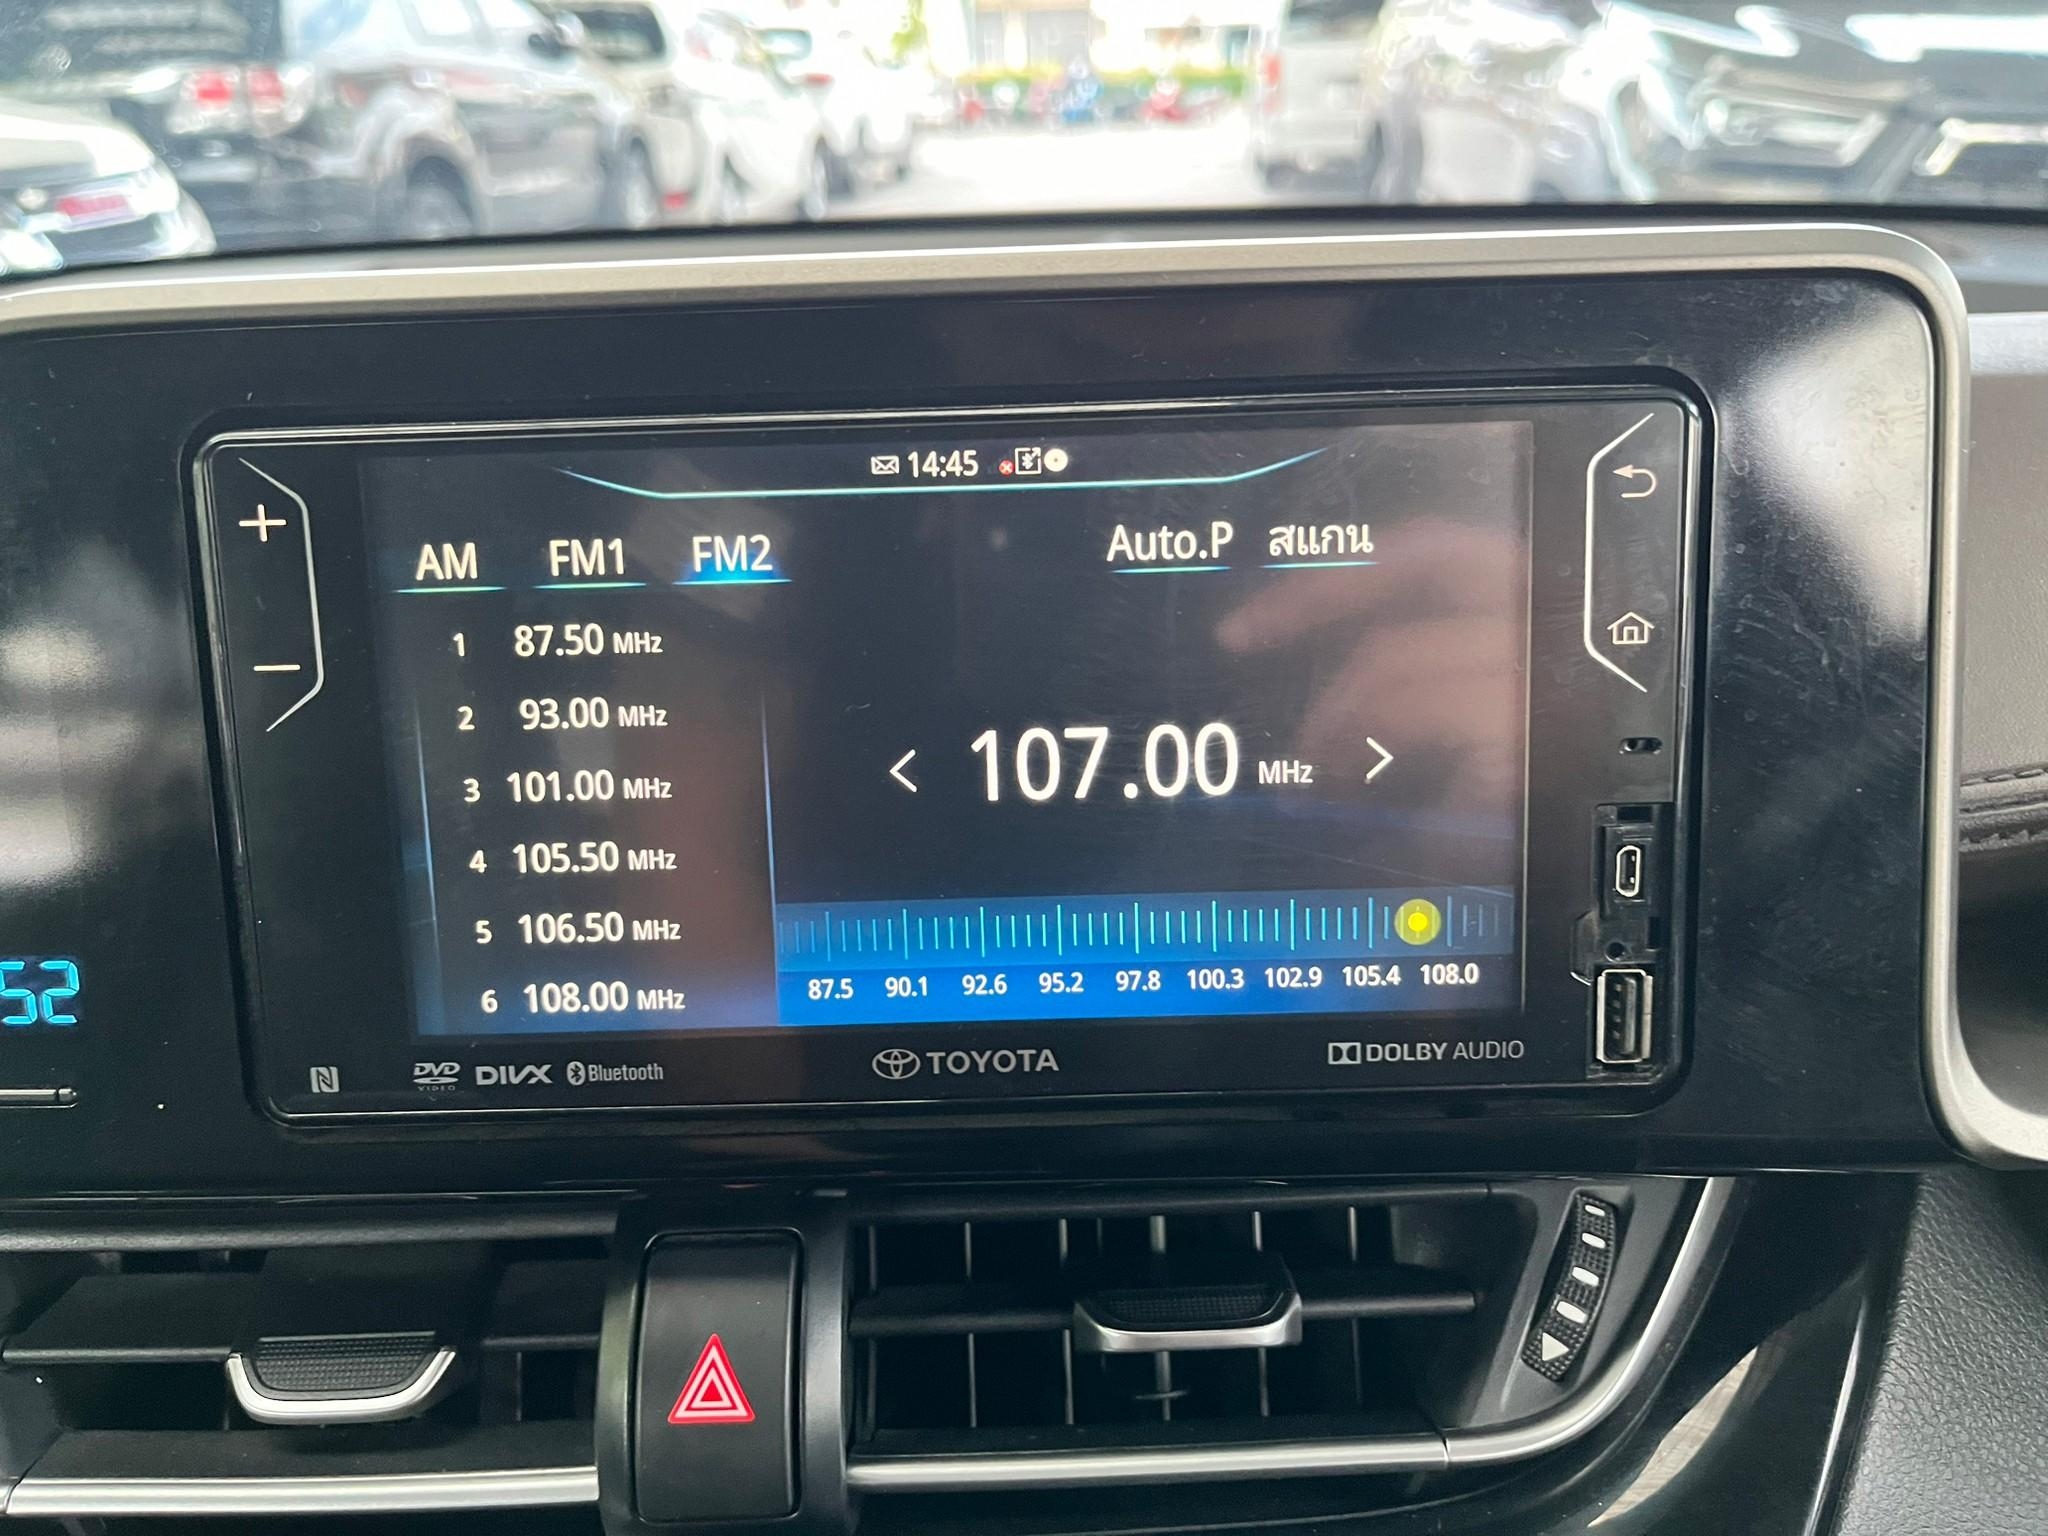 14:45
AM FM1 FM2 Auto.P สแกน
1 87.50 MHz
2 93.00 MHz
3 101.00 MHz
4 105.50 MHz
5 106.50 MHz
6 108.00 MHz
< 107.00 MHz >
87.5 90.1 92.6 95.2 97.8 100.3 102.9 105.4 108.0
52
N DVD VIDEO DIVX Bluetooth TOYOTA DOLBY AUDIO